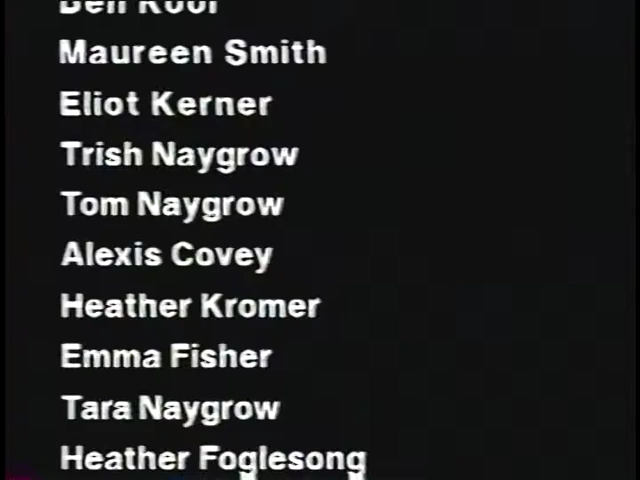 Maureen Smith
Eliot Kerner
Trish Naygrow
Tom Naygrow
Alexis Covey
Heather Kromer
Emma Fisher
Tara Naygrow
Heather Foglesong